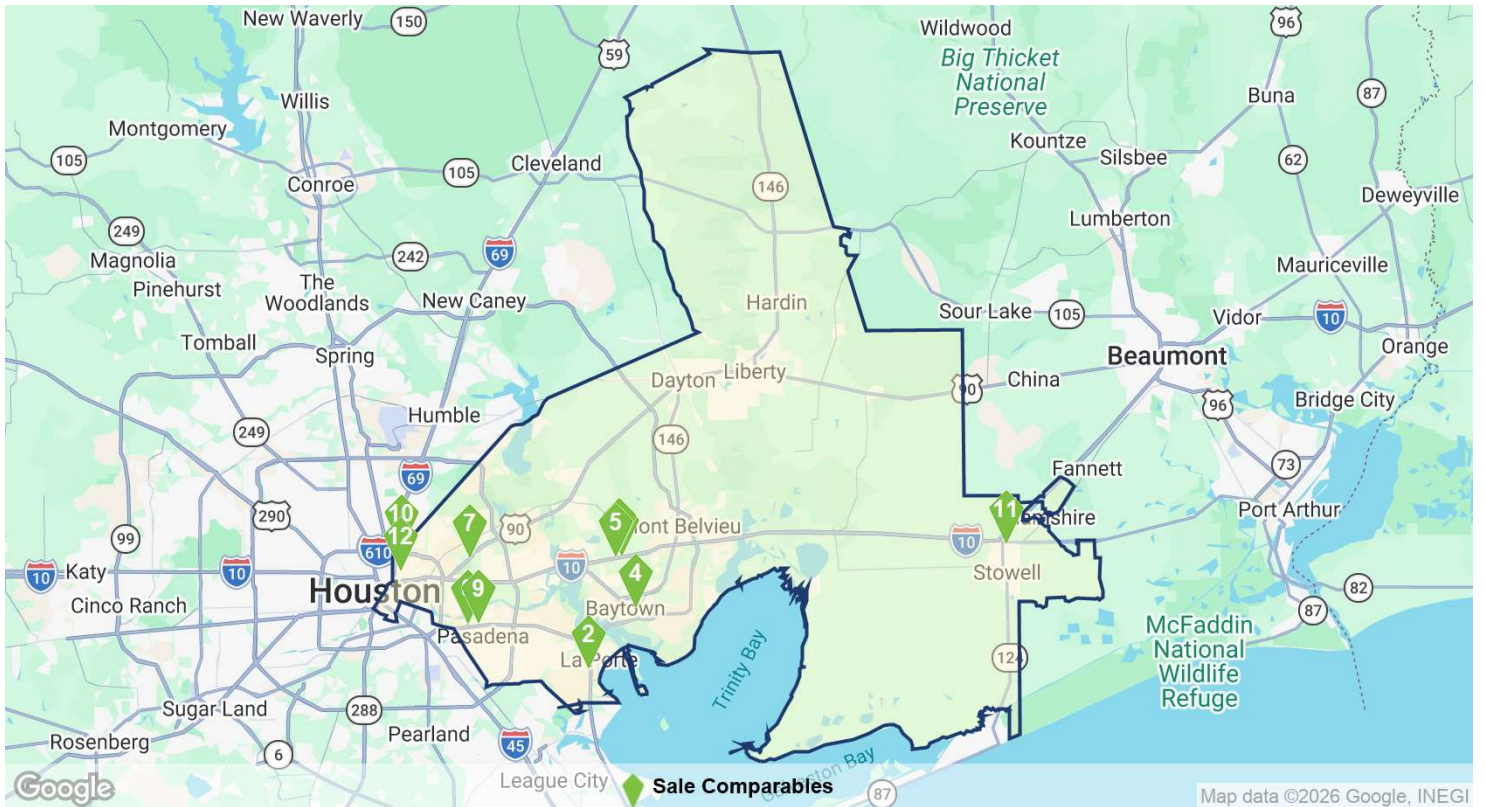 New Waverly
150
59
Wildwood
96
Big Thicket
National
Preserve
Willis
Buna
87
Montgomery
Kountze
105
Silsbee
Cleveland
62
105
146
Conroe
Deweyville
Lumberton
249
69
Magnolia
242
Mauriceville
Pinehurst
The
Woodlands
New Caney
Hardin
Sour Lake
105
Vidor
10
Tomball
Spring
Orange
Beaumont
Dayton
Liberty
90
China
Humble
96
Bridge City
249
146
69
Fannett
73
290
10
7
90
5
Mont Belvieu
11
Hamshire
Port Arthur
99
12
610
10
Katy
10
10
4
Stowell
82
Houston
9
Baytown
87
Cinco Ranch
Pasadena
2
La Porte
McFaddin
National
Wildlife
Refuge
124
Trinity Bay
Sugar Land
288
Pearland
Rosenberg
6
45
League City
Galveston Bay
Sale Comparables
87
Google
Map data ©2026 Google, INEGI